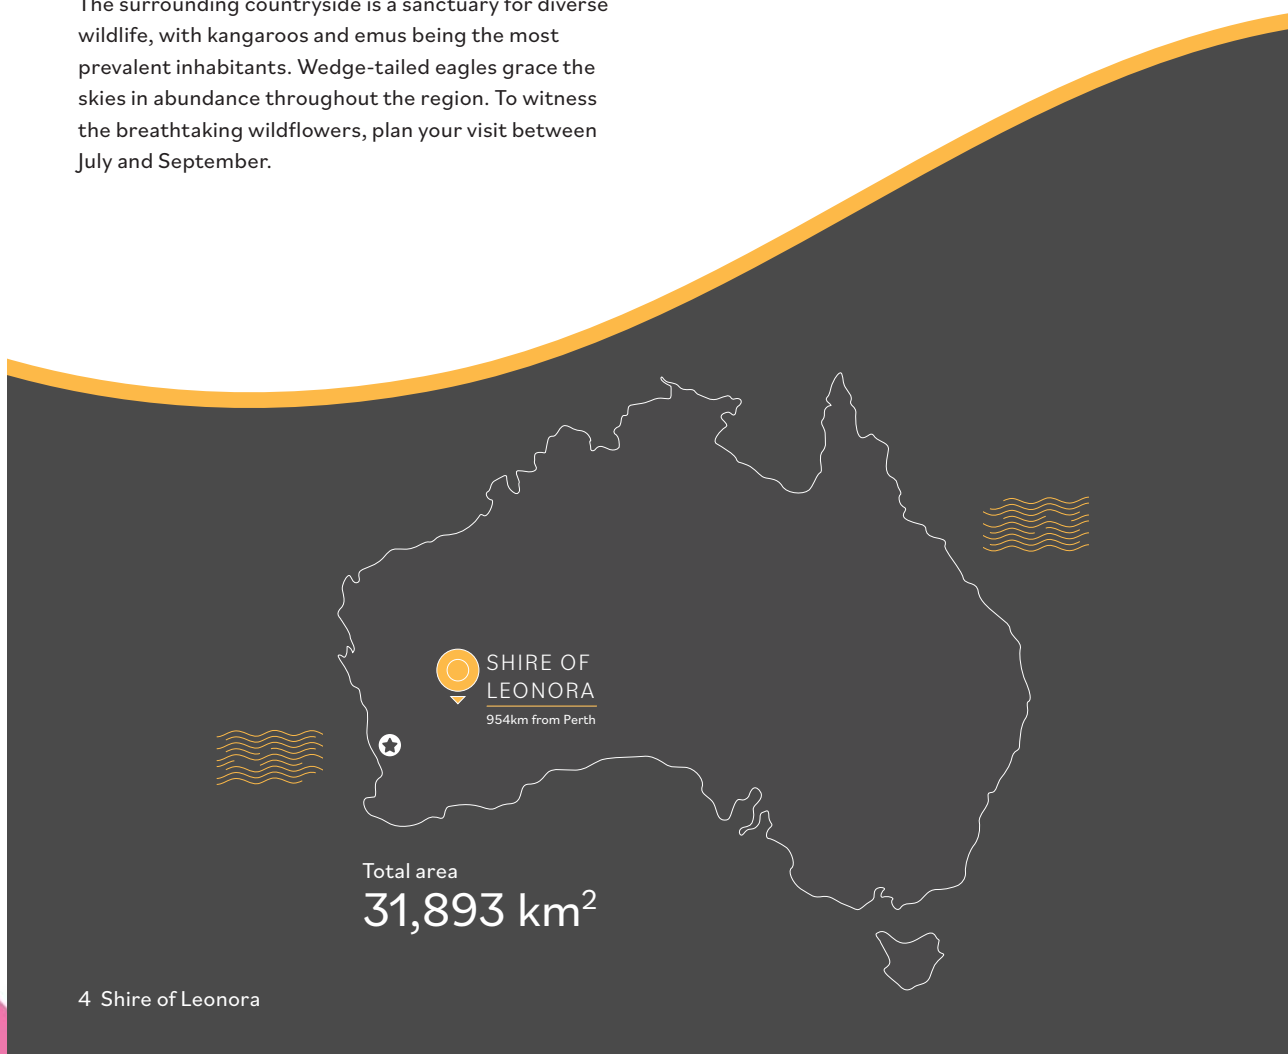 The surrounding countryside is a sanctuary for diverse
wildlife, with kangaroos and emus being the most
prevalent inhabitants. Wedge-tailed eagles grace the
skies in abundance throughout the region. To witness
the breathtaking wildflowers, plan your visit between
July and September.
SHIRE OF
LEONORA
954km from Perth
Total area
31,893 km²
4 Shire of Leonora